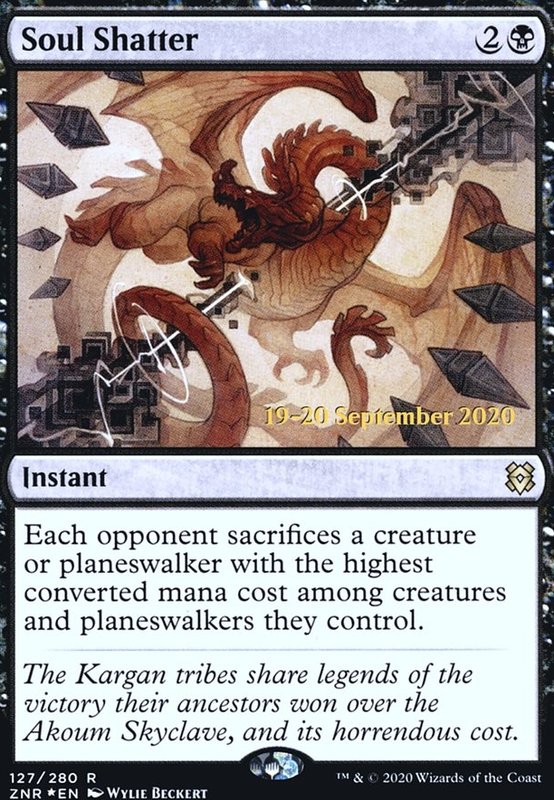 Soul Shatter 2
19-20 September 2020
Instant
Each opponent sacrifices a creature
or planeswalker with the highest
converted mana cost among creatures
and planeswalkers they control.
The Kargan tribes share legends of the
victory their ancestors won over the
Akoum Skyclave, and its horrendous cost.
127/280 R
ZNR ★ EN Wylie Beckert
™ & © 2020 Wizards of the Coast